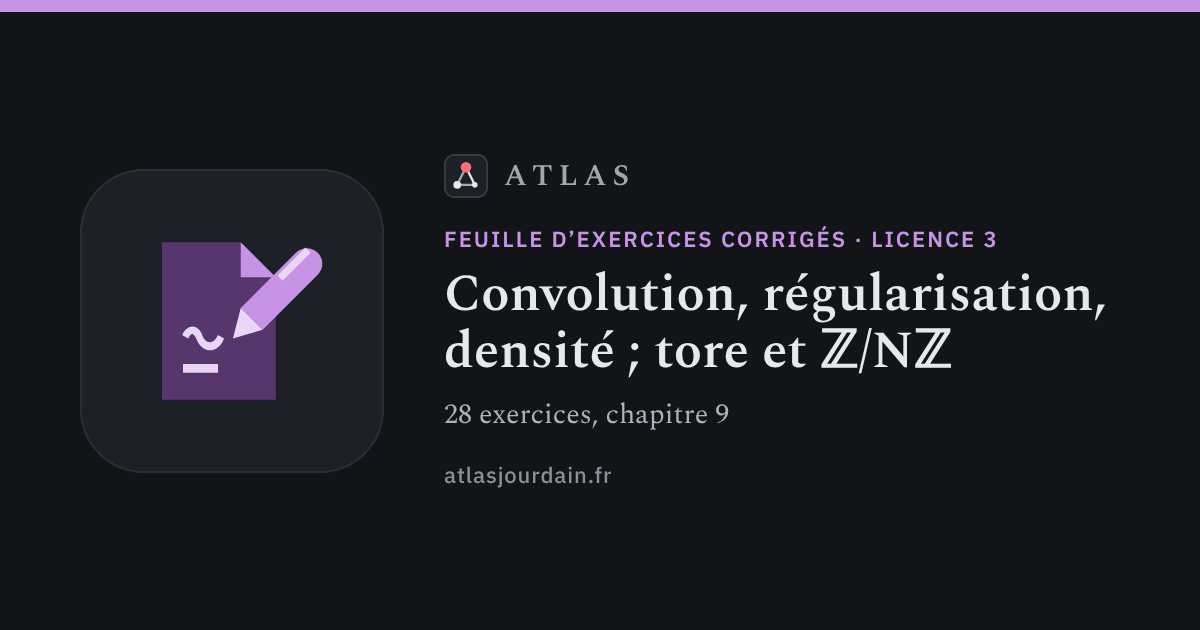 ATLAS
FEUILLE D’EXERCICES CORRIGÉS · LICENCE 3
Convolution, régularisation,
densité ; tore et ℤ/Nℤ
28 exercices, chapitre 9
atlasjourdain.fr